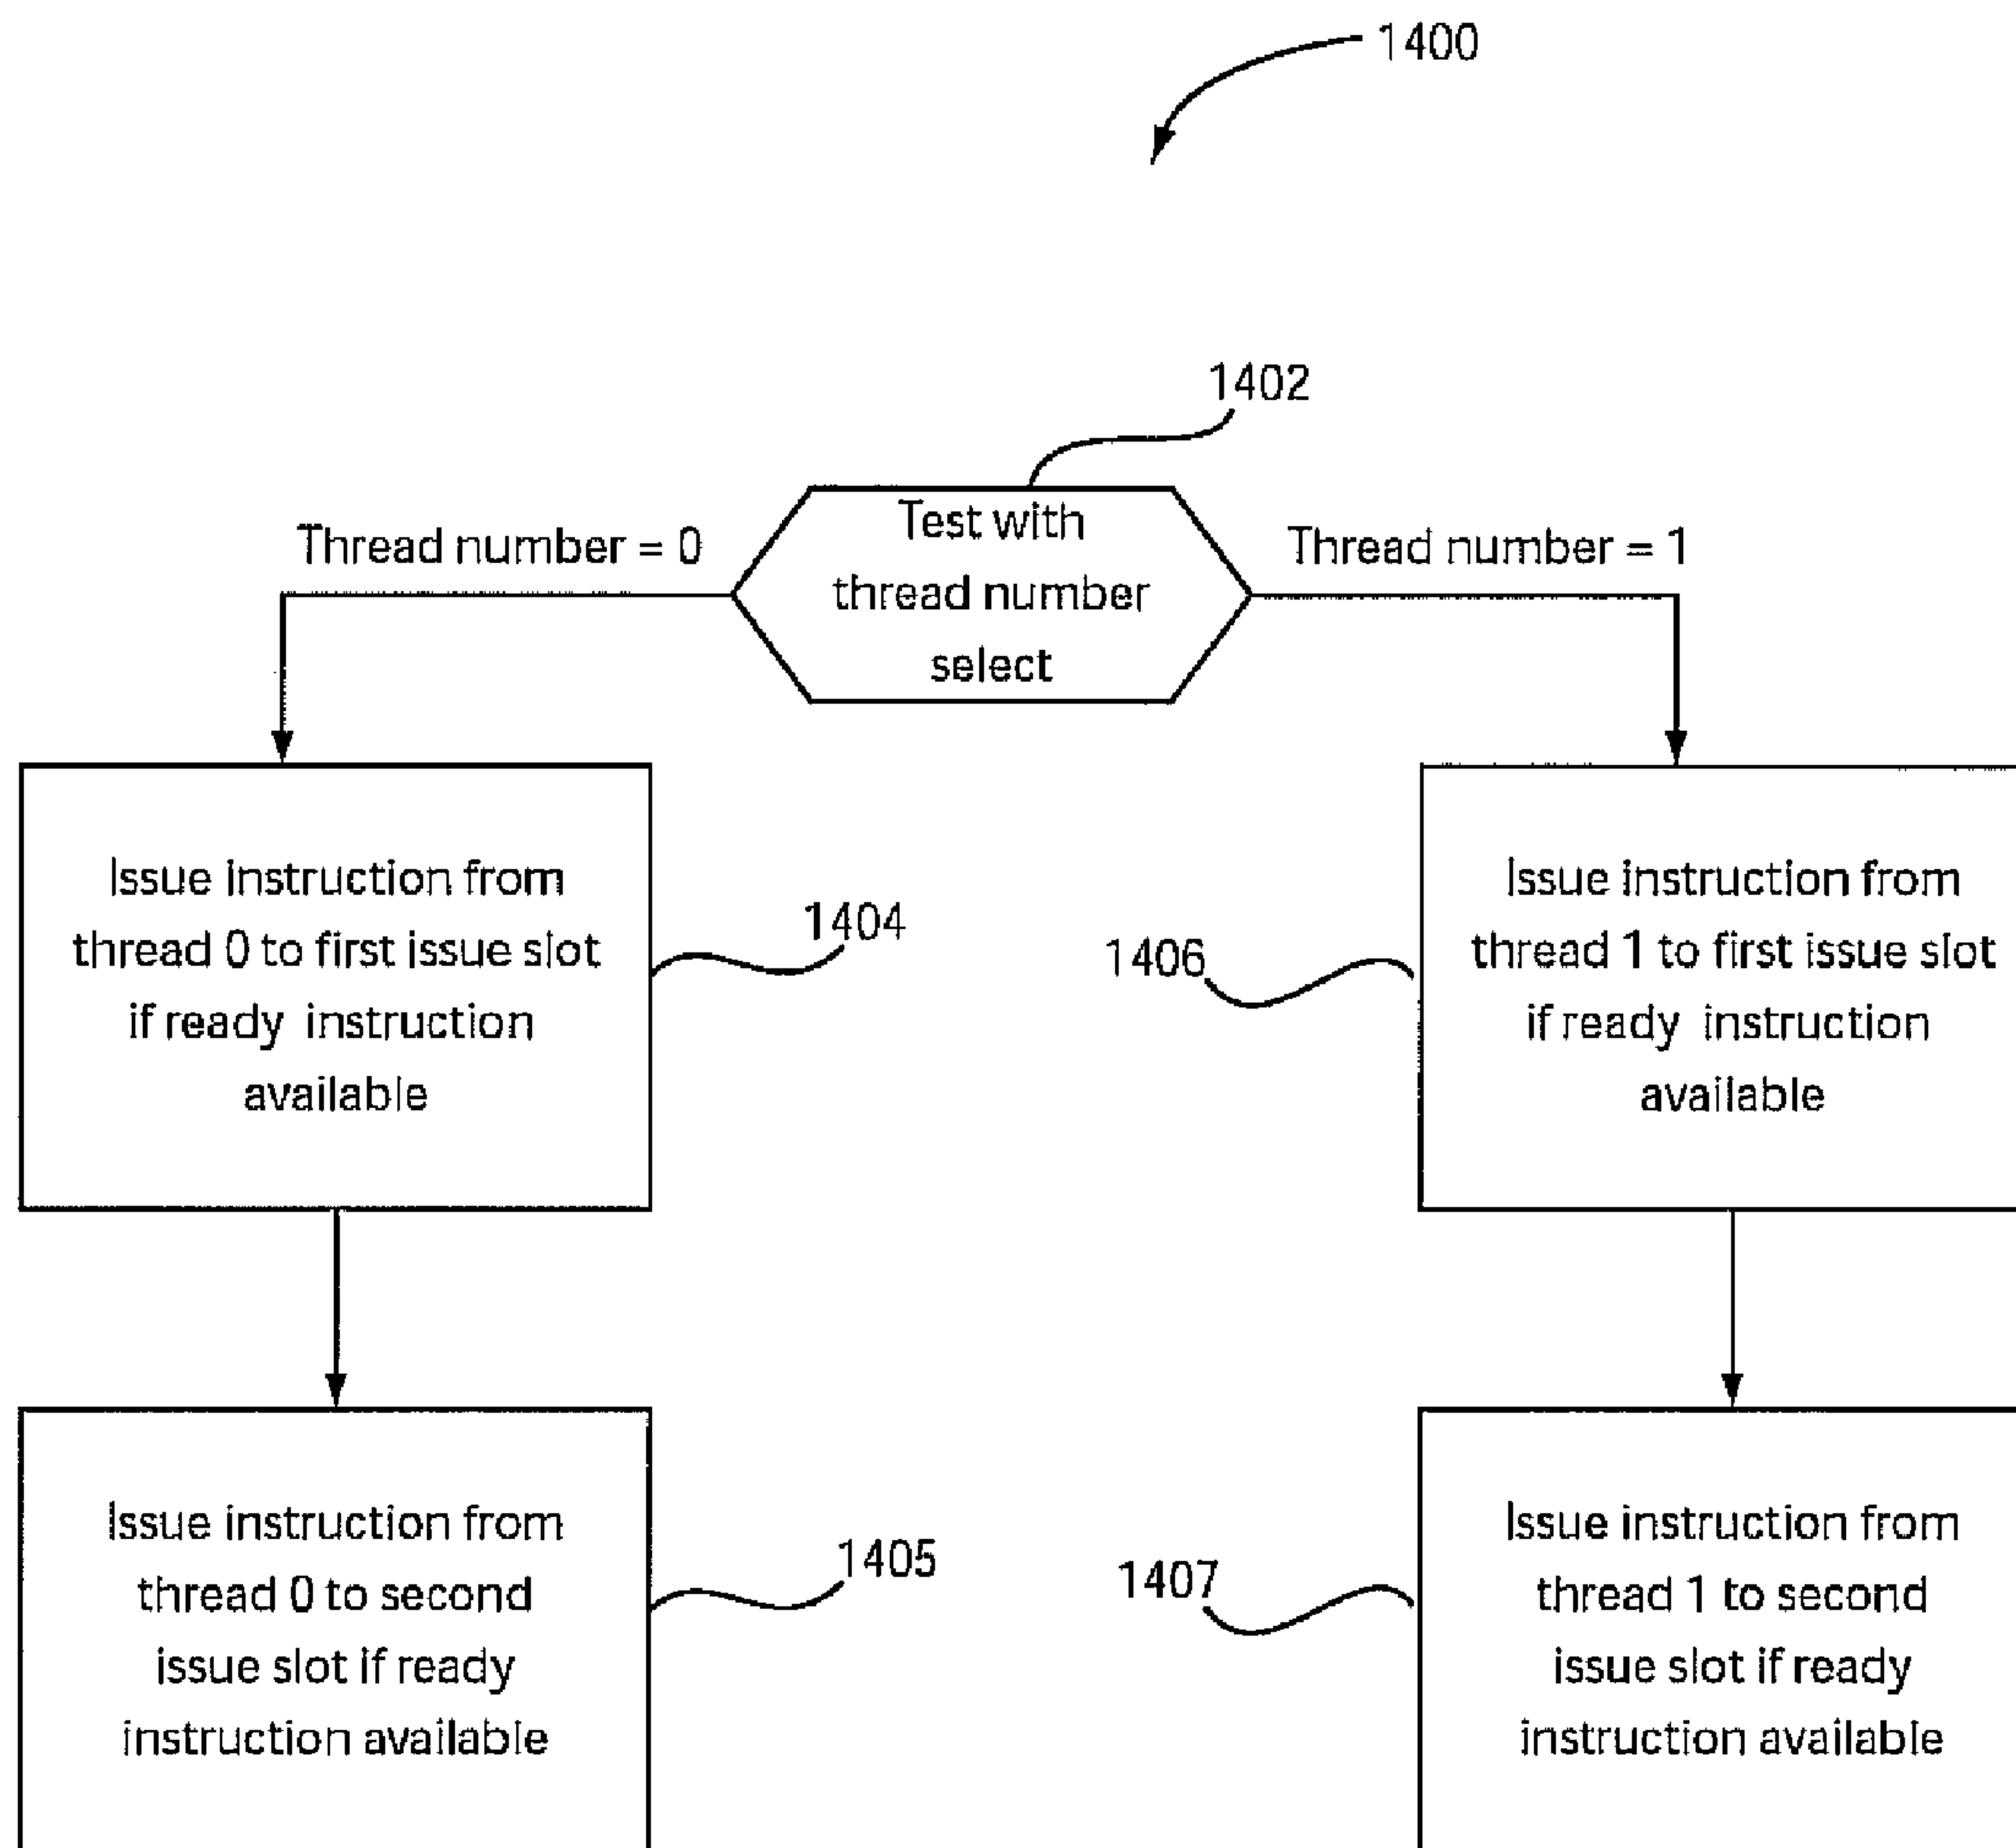 1400
1402
Thread number = 0
Test with
thread number
select
Thread number = 1
Issue instruction from
thread 0 to first issue slot
if ready instruction
available
1404
1406
Issue instruction from
thread 1 to first issue slot
if ready instruction
available
Issue instruction from
thread 0 to second
issue slot if ready
instruction available
1405
1407
Issue instruction from
thread 1 to second
issue slot if ready
instruction available